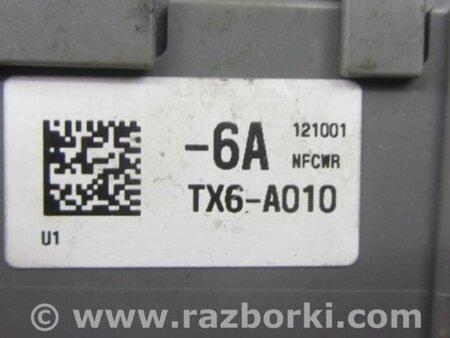 -6A 121001
NFCWR
TX6-A010
U1
© www.razborki.com